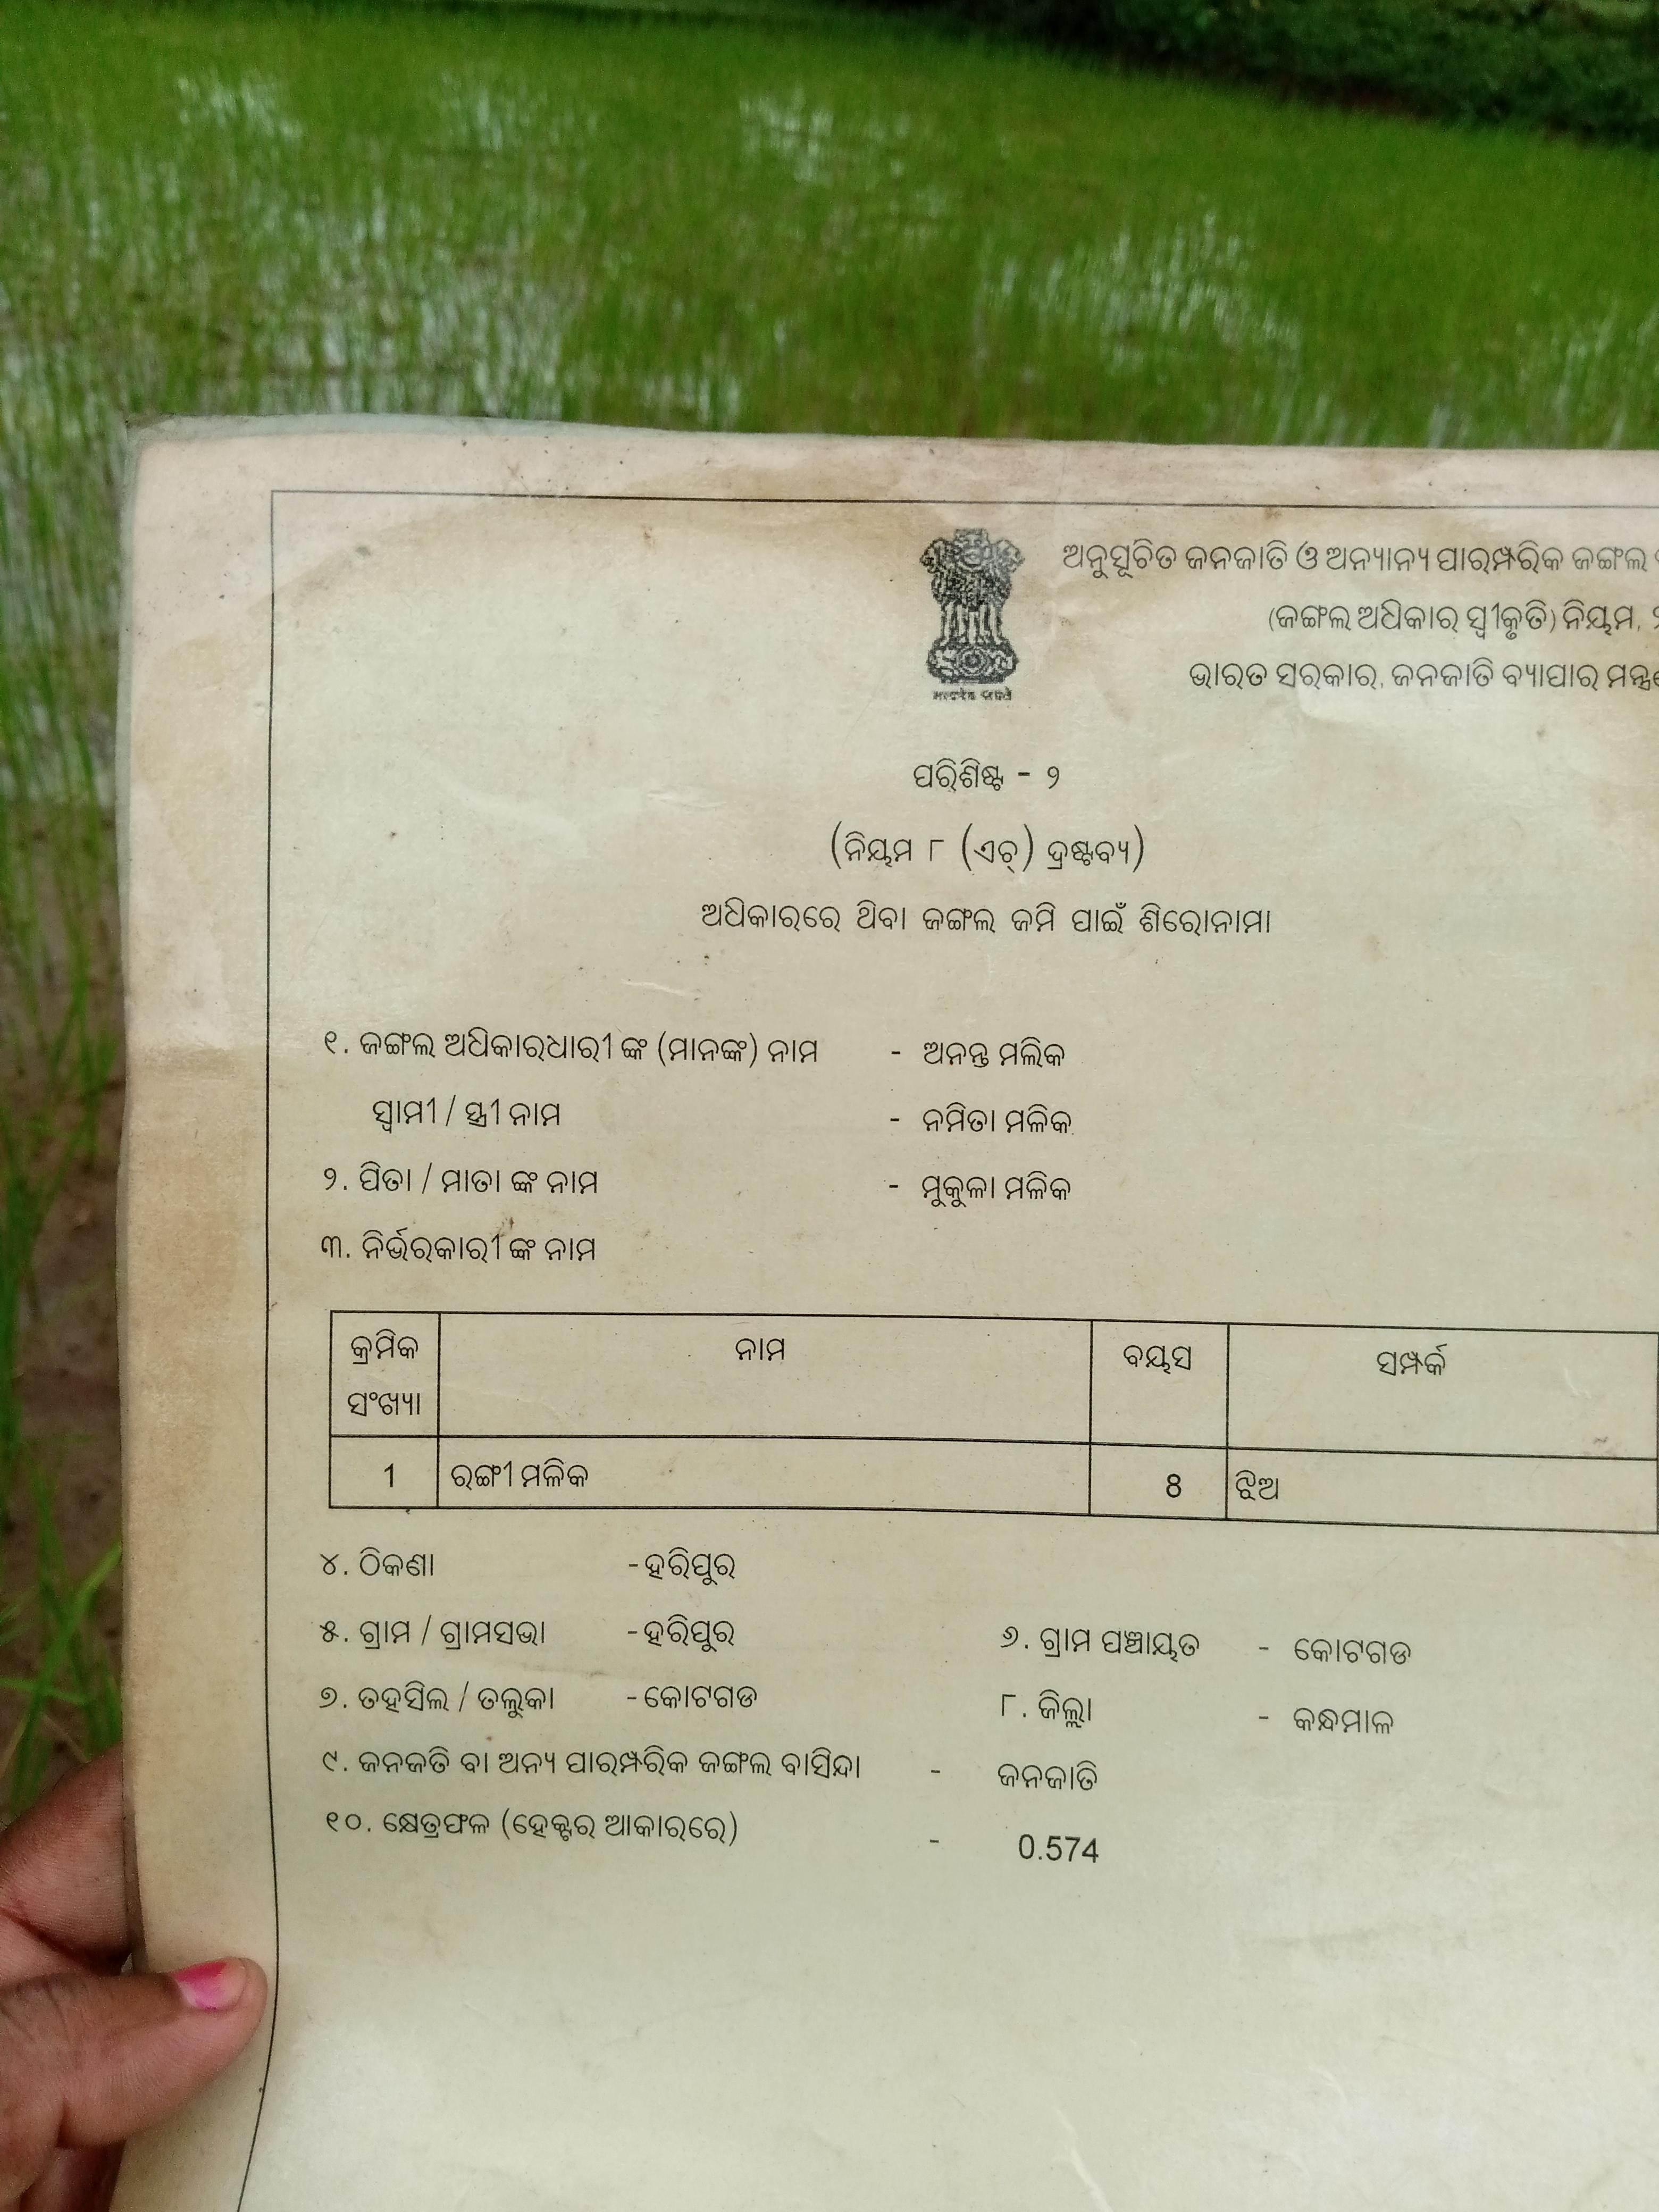 ଅନୁସୂଚିତ ଜନଜାତି ଓ ଅନ୍ୟାନ୍ୟ ପାରମ୍ପରିକ ଜଙ୍ଗଲ
(ଜଙ୍ଗଲ ଅଧିକାର ସ୍ୱୀକୃତି) ନିୟମ,
ଭାରତ ସରକାର, ଜନଜାତି ବ୍ୟାପାର
ପରିଶିଷ୍ଟ - ୨
(ନିୟମ ୮ (ଏଚ୍) ଦ୍ରଷ୍ଟବ୍ୟ)
ଅଧିକାରରେ ଥିବା ଜଙ୍ଗଲ ଜମି ପାଇଁ ଶିରୋନାମା
୧. ଜଙ୍ଗଲ ଅଧିକାରଧାରୀ ଙ୍କ (ମାନଙ୍କ) ନାମ - ଅନନ୍ତ ମଲିକ
ସ୍ୱାମୀ / ସ୍ତ୍ରୀ ନାମ - ନମିତା ମଳିକ
୨. ପିତା / ମାତା ଙ୍କ ନାମ - ମୁକୁଳା ମଳିକ
୩. ନିର୍ଭରକାରୀ ଙ୍କ ନାମ
କ୍ରମିକ ସଂଖ୍ୟା ନାମ ବୟସ ସମ୍ପର୍କ
1 ରଙ୍ଗୀ ମଳିକ 8 ଝିଅ
୪. ଠିକଣା - ହରିପୁର
୫. ଗ୍ରାମ / ଗ୍ରାମସଭା - ହରିପୁର ୬. ଗ୍ରାମ ପଞ୍ଚାୟତ - କୋଟଗଡ
୭. ତହସିଲ / ତଲୁକା - କୋଟଗଡ ୮. ଜିଲ୍ଲା - କନ୍ଧମାଳ
୯. ଜନଜତି ବା ଅନ୍ୟ ପାରମ୍ପରିକ ଜଙ୍ଗଲ ବାସିନ୍ଦା - ଜନଜାତି
୧୦. କ୍ଷେତ୍ରଫଳ (ହେକ୍ଟର ଆକାରରେ) - 0.574